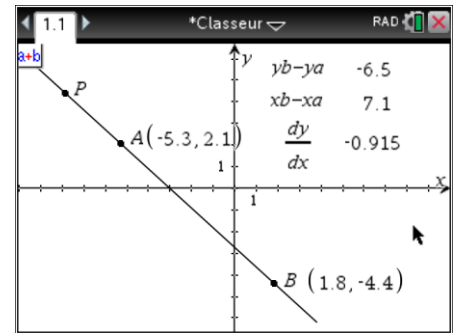 1.1 *Classeur RAD
a+b
y yb-ya -6.5
P xb-xa 7.1
A(-5.3, 2.1) dy/dx -0.915
1
x
1
B (1.8, -4.4)